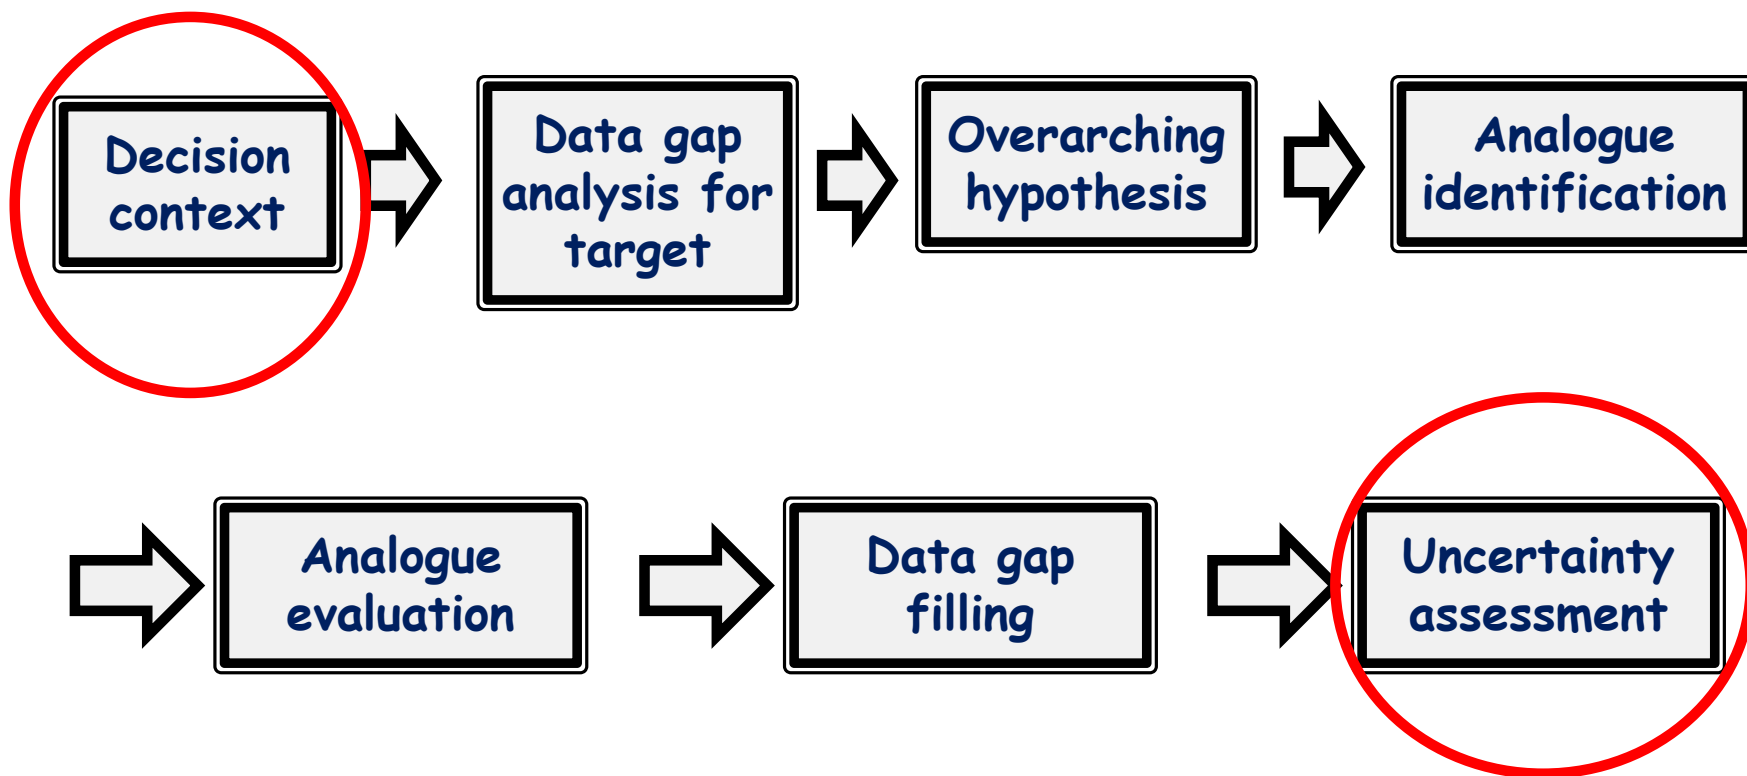 Decision
context
Data gap
analysis for
target
Overarching
hypothesis
Analogue
identification
Analogue
evaluation
Data gap
filling
Uncertainty
assessment